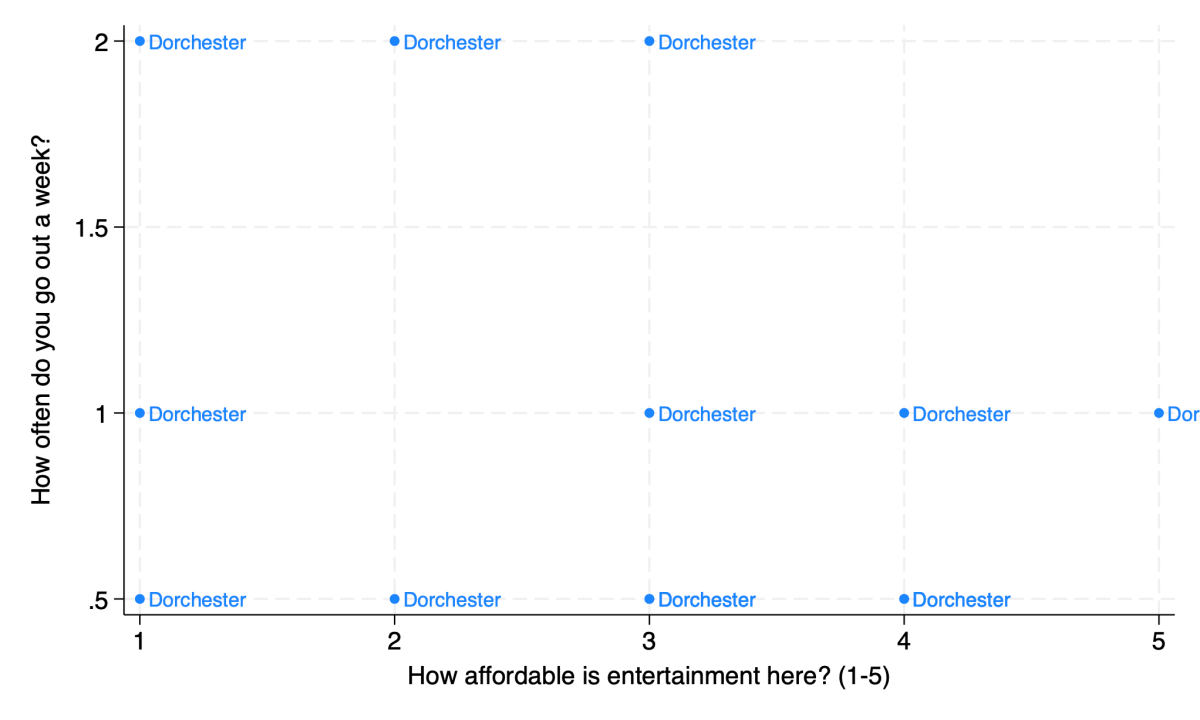 How often do you go out a week?
2
Dorchester Dorchester Dorchester
1.5
1
Dorchester Dorchester Dorchester Dor
.5
Dorchester Dorchester Dorchester Dorchester
1 2 3 4 5
How affordable is entertainment here? (1-5)